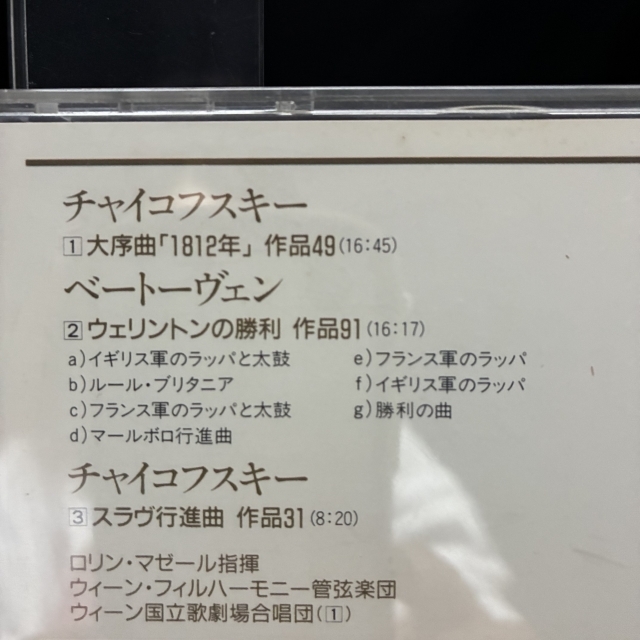 チャイコフスキー
1 大序曲「1812年」 作品49(16:45)
ベートーヴェン
2 ウェリントンの勝利 作品91(16:17)
a)イギリス軍のラッパと太鼓 e)フランス軍のラッパ
b)ルール・ブリタニア f)イギリス軍のラッパ
c)フランス軍のラッパと太鼓 g)勝利の曲
d)マールボロ行進曲
チャイコフスキー
3 スラヴ行進曲 作品31(8:20)
ロリン・マゼール指揮
ウィーン・フィルハーモニー管弦楽団
ウィーン国立歌劇場合唱団(1)